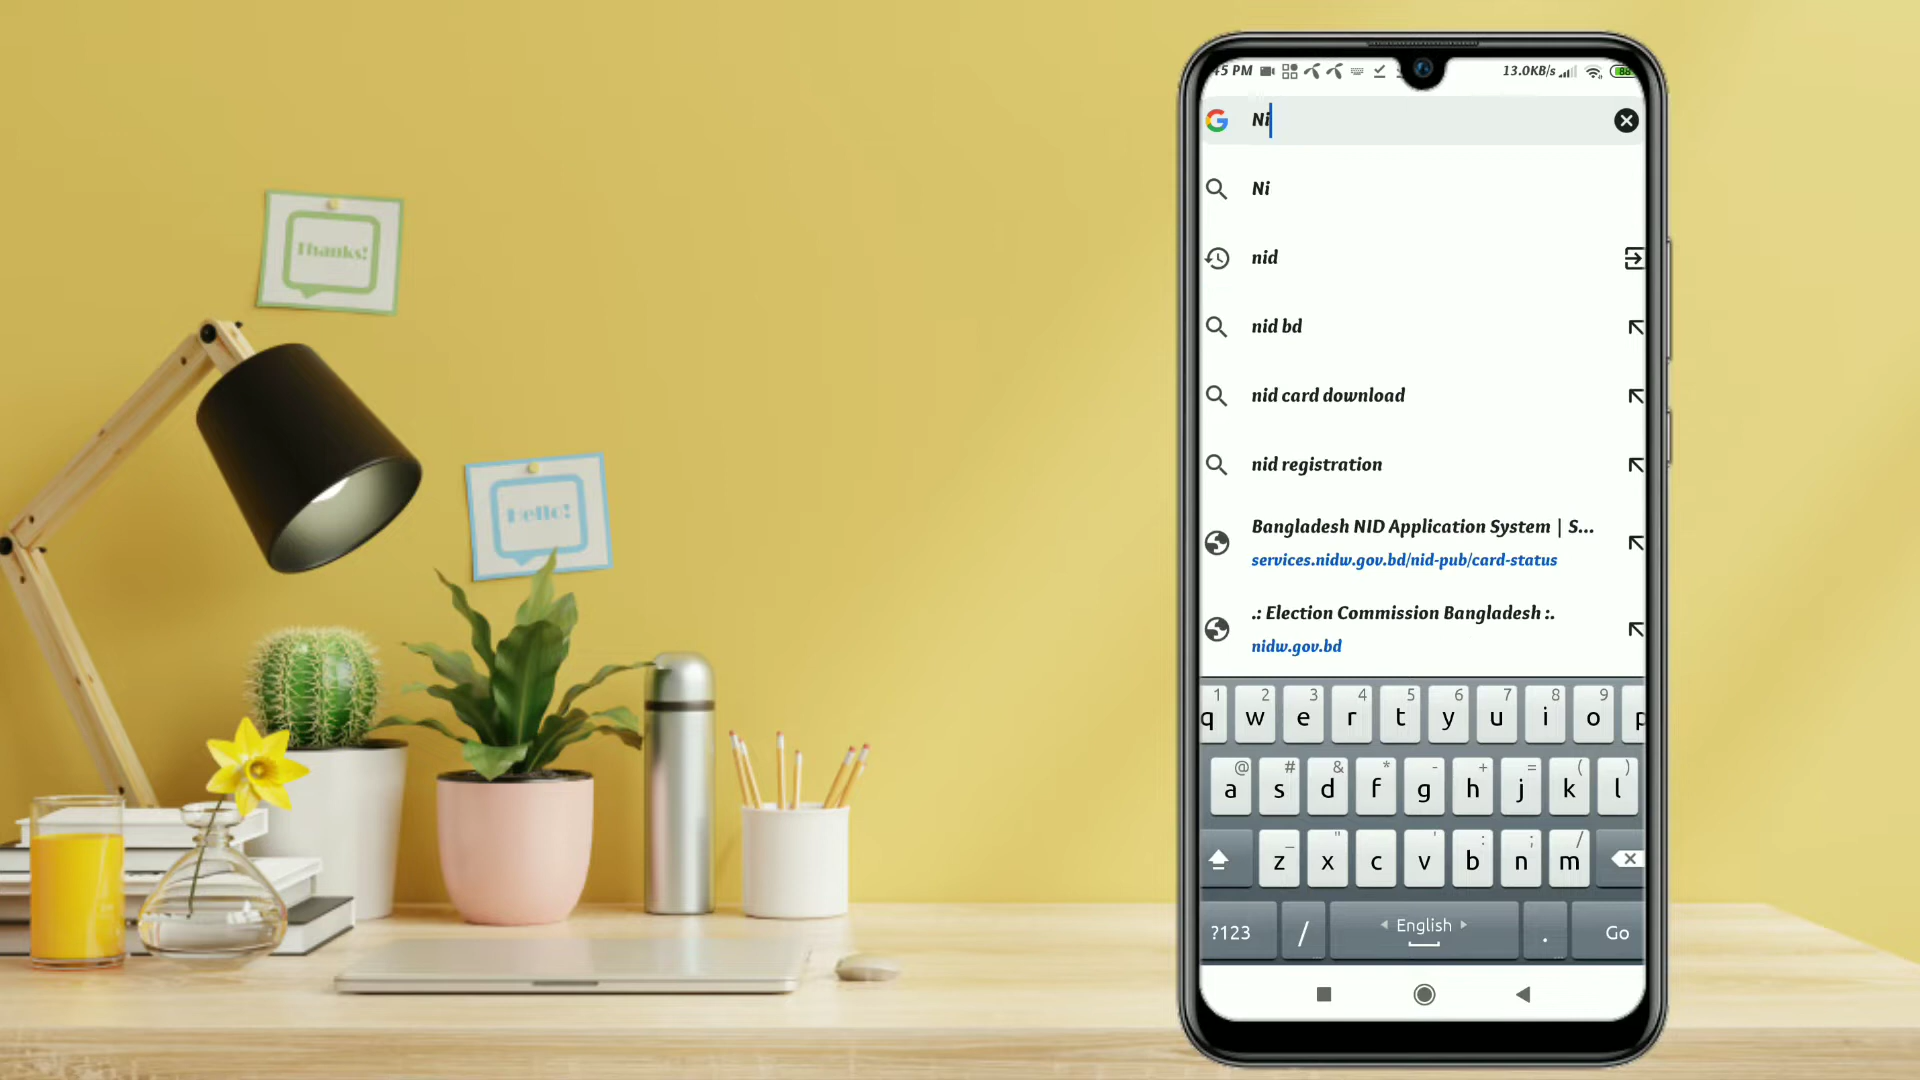 Thanks!
Hello!
5 PM
13.0KB/s
88
Ni
Ni
nid
nid bd
nid card download
nid registration
Bangladesh NID Application System | S...
services.nidw.gov.bd/nid-pub/card-status
.: Election Commission Bangladesh :.
nidw.gov.bd
1 2 3 4 5 6 7 8 9
q w e r t y u i o p
@ # & * - + = ( )
a s d f g h j k l
_ " ' : ; /
z x c v b n m
?123 / English . Go